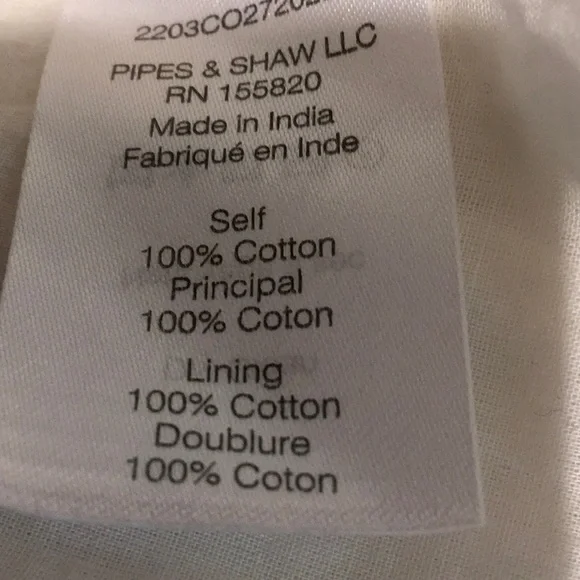 PIPES & SHAW LLC
RN 155820
Made in India
Fabriqué en Inde
Self
100% Cotton
Principal
100% Coton
Lining
100% Cotton
Doublure
100% Coton